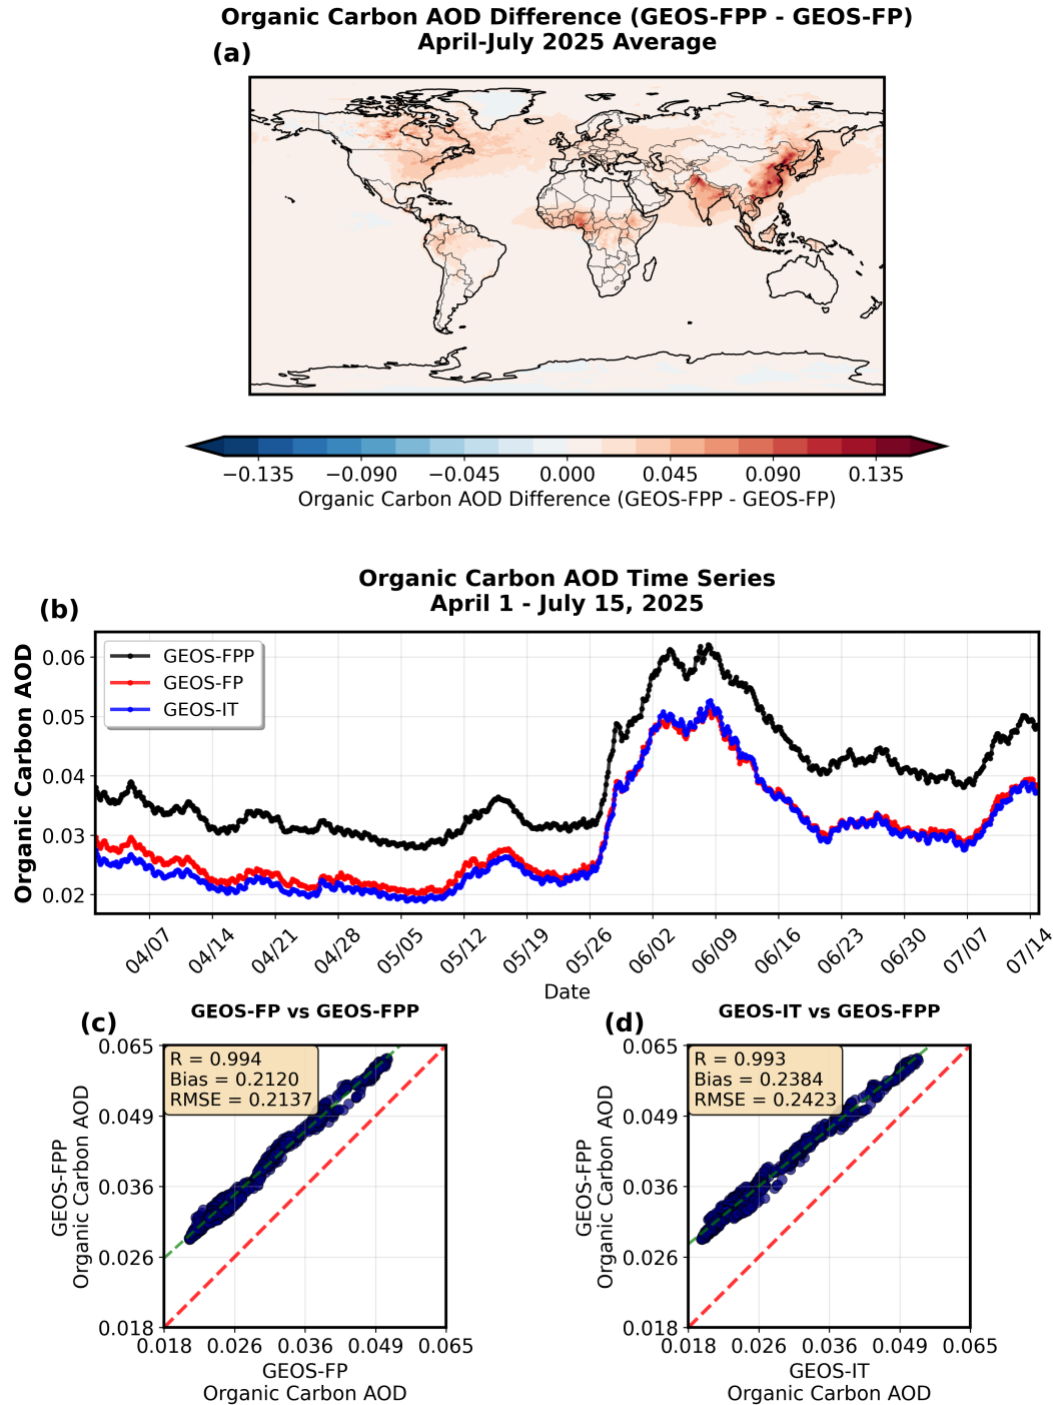 Organic Carbon AOD Difference (GEOS-FPP - GEOS-FP)
April-July 2025 Average
(a)
−0.135 −0.090 −0.045 0.000 0.045 0.090 0.135
Organic Carbon AOD Difference (GEOS-FPP - GEOS-FP)
Organic Carbon AOD Time Series
April 1 - July 15, 2025
(b)
Organic Carbon AOD
0.06
0.05
0.04
0.03
0.02
GEOS-FPP
GEOS-FP
GEOS-IT
04/07 04/14 04/21 04/28 05/05 05/12 05/19 05/26 06/02 06/09 06/16 06/23 06/30 07/07 07/14
Date
(c)
GEOS-FP vs GEOS-FPP
R = 0.994
Bias = 0.2120
RMSE = 0.2137
GEOS-FPP
Organic Carbon AOD
0.065
0.049
0.036
0.026
0.018
0.018 0.026 0.036 0.049 0.065
GEOS-FP
Organic Carbon AOD
(d)
GEOS-IT vs GEOS-FPP
R = 0.993
Bias = 0.2384
RMSE = 0.2423
GEOS-FPP
Organic Carbon AOD
0.065
0.049
0.036
0.026
0.018
0.018 0.026 0.036 0.049 0.065
GEOS-IT
Organic Carbon AOD